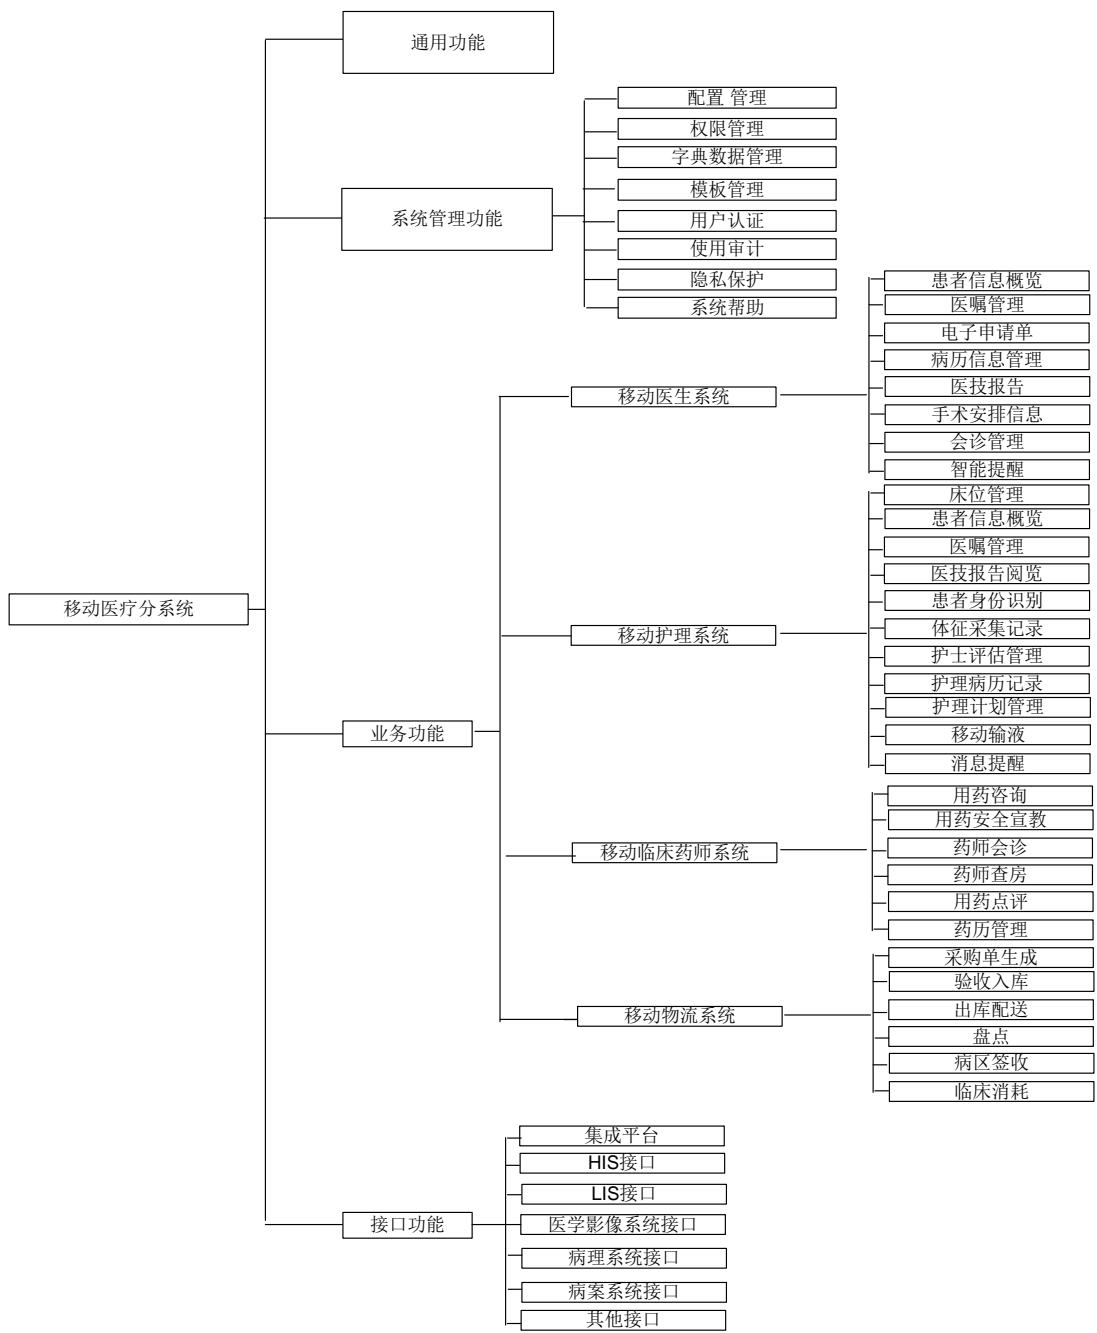 通用功能
配置 管理
权限管理
字典数据管理
模板管理
系统管理功能
用户认证
使用审计
隐私保护
系统帮助
患者信息概览
医嘱管理
电子申请单
病历信息管理
医技报告
移动医生系统
手术安排信息
会诊管理
智能提醒
床位管理
患者信息概览
医嘱管理
医技报告阅览
患者身份识别
移动医疗分系统
体征采集记录
移动护理系统
护士评估管理
护理病历记录
护理计划管理
业务功能
移动输液
消息提醒
用药咨询
用药安全宣教
药师会诊
移动临床药师系统
药师查房
用药点评
药历管理
采购单生成
验收入库
出库配送
移动物流系统
盘点
病区签收
临床消耗
集成平台
HIS接口
LIS接口
接口功能
医学影像系统接口
病理系统接口
病案系统接口
其他接口